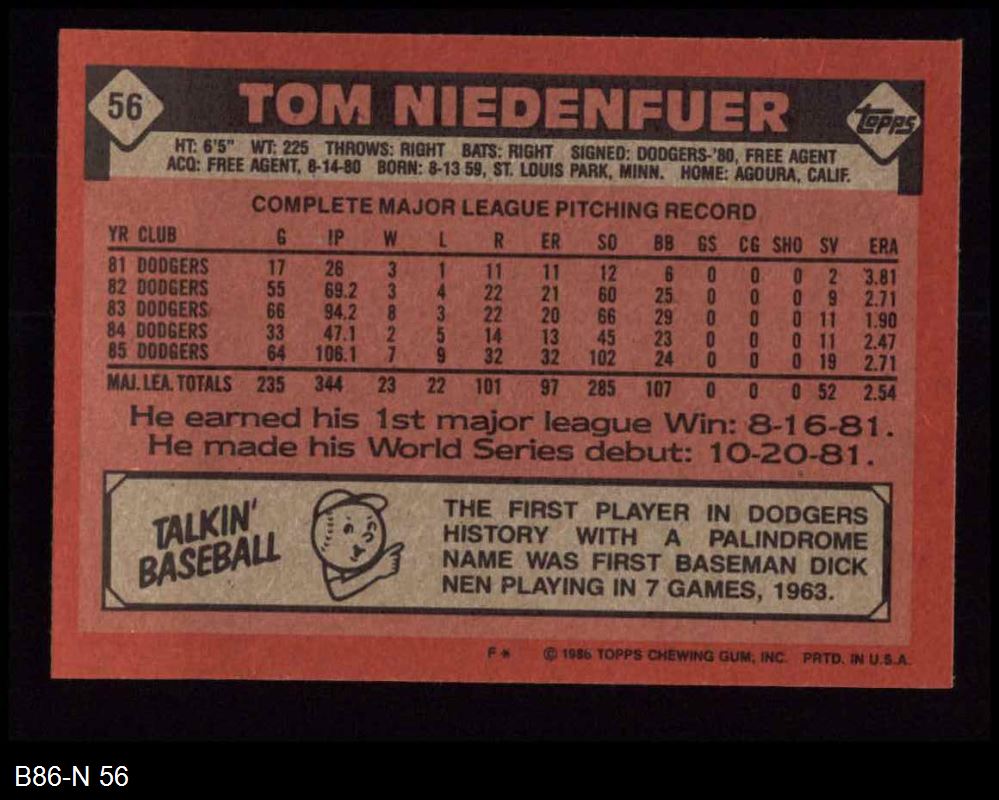 56
TOM NIEDENFUER
Topps
HT: 6'5" WT: 225 THROWS: RIGHT BATS: RIGHT SIGNED: DODGERS-'80, FREE AGENT
ACQ: FREE AGENT, 8-14-80 BORN: 8-13 59, ST. LOUIS PARK, MINN. HOME: AGOURA, CALIF.
COMPLETE MAJOR LEAGUE PITCHING RECORD
YR CLUB G IP W L R ER SO BB GS CG SHO SV ERA
81 DODGERS 17 26 3 1 11 11 12 6 0 0 0 2 3.81
82 DODGERS 55 69.2 3 4 22 21 60 25 0 0 0 9 2.71
83 DODGERS 66 94.2 8 3 22 20 66 29 0 0 0 11 1.90
84 DODGERS 33 47.1 2 5 14 13 45 23 0 0 0 11 2.47
85 DODGERS 64 106.1 7 9 32 32 102 24 0 0 0 19 2.71
MAJ. LEA. TOTALS 235 344 23 22 101 97 285 107 0 0 0 52 2.54
He earned his 1st major league Win: 8-16-81.
He made his World Series debut: 10-20-81.
TALKIN'
BASEBALL
THE FIRST PLAYER IN DODGERS
HISTORY WITH A PALINDROME
NAME WAS FIRST BASEMAN DICK
NEN PLAYING IN 7 GAMES, 1963.
F* © 1986 TOPPS CHEWING GUM, INC. PRTD. IN U.S.A.
B86-N 56